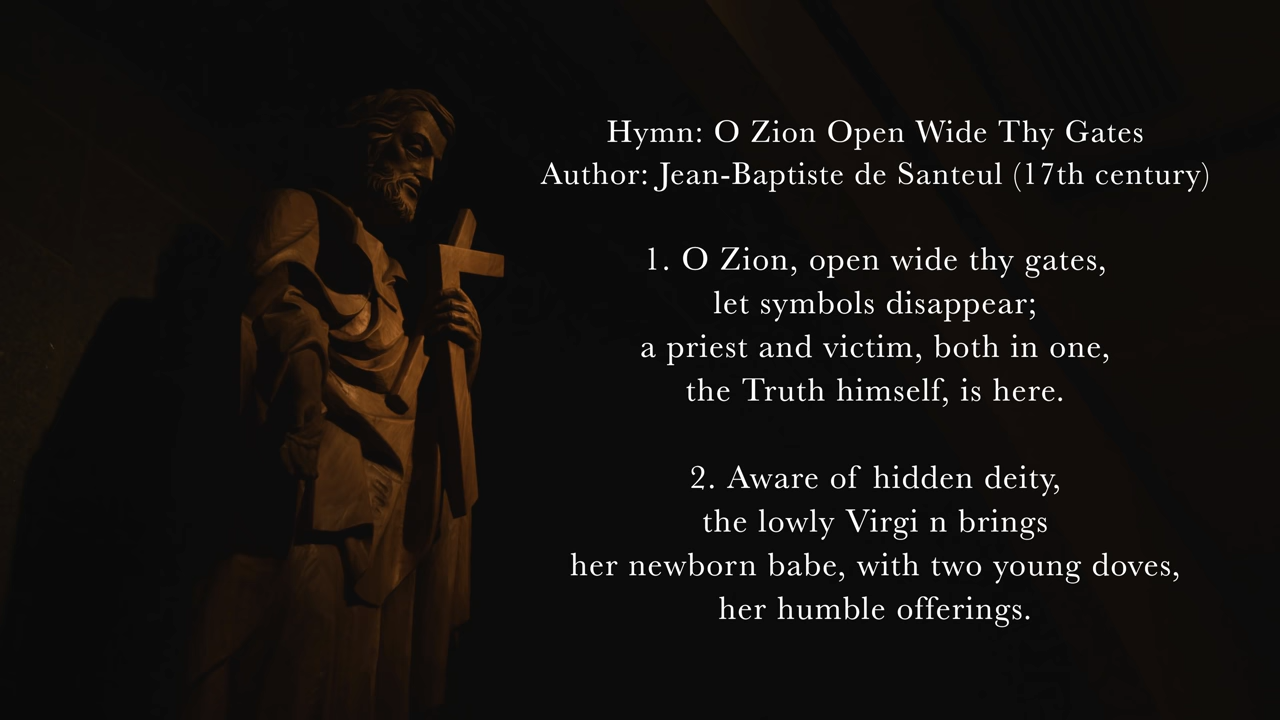 Hymn: O Zion Open Wide Thy Gates
Author: Jean-Baptiste de Santeul (17th century)
1. O Zion, open wide thy gates,
let symbols disappear;
a priest and victim, both in one,
the Truth himself, is here.
2. Aware of hidden deity,
the lowly Virgi n brings
her newborn babe, with two young doves,
her humble offerings.